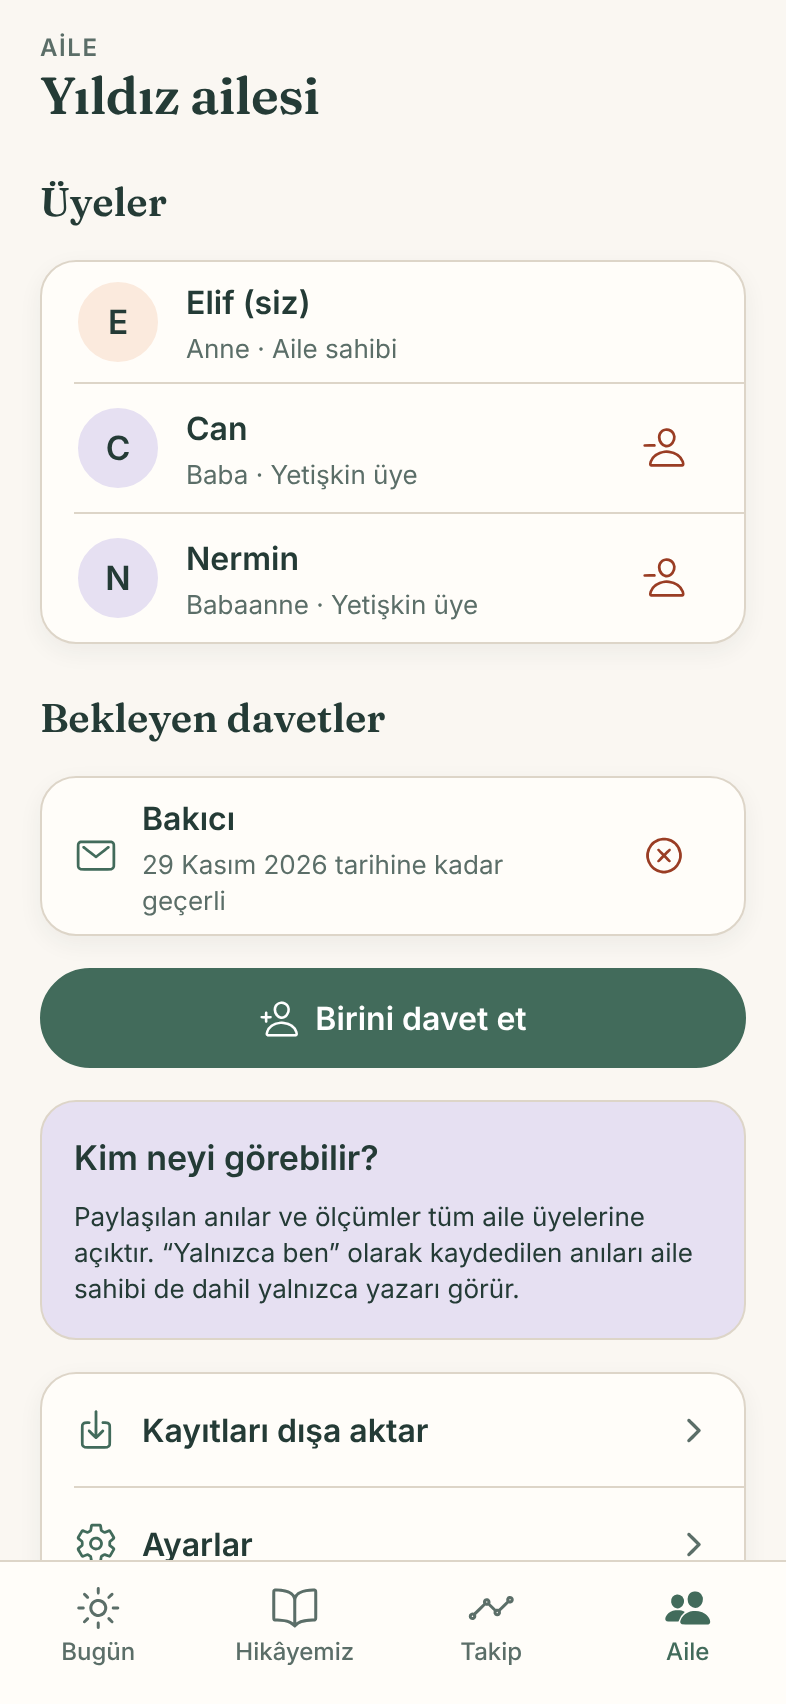 AİLE
Yıldız ailesi
Üyeler
E
Elif (siz)
Anne · Aile sahibi
C
Can
Baba · Yetişkin üye
N
Nermin
Babaanne · Yetişkin üye
Bekleyen davetler
Bakıcı
29 Kasım 2026 tarihine kadar
geçerli
Birini davet et
Kim neyi görebilir?
Paylaşılan anılar ve ölçümler tüm aile üyelerine
açıktır. “Yalnızca ben” olarak kaydedilen anıları aile
sahibi de dahil yalnızca yazarı görür.
Kayıtları dışa aktar
Ayarlar
Bugün
Hikâyemiz
Takip
Aile